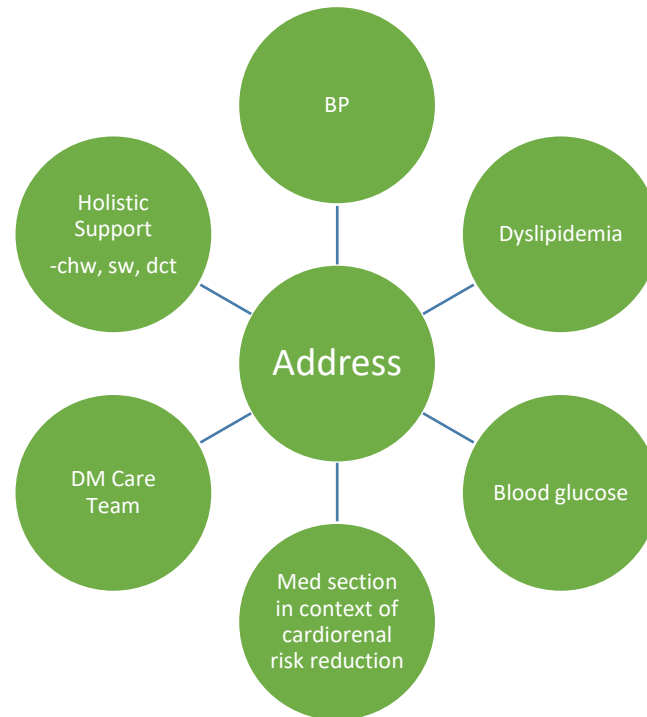 BP
Holistic
Support
-chw, sw, dct
Dyslipidemia
Address
DM Care
Team
Blood glucose
Med section
in context of
cardiorenal
risk reduction